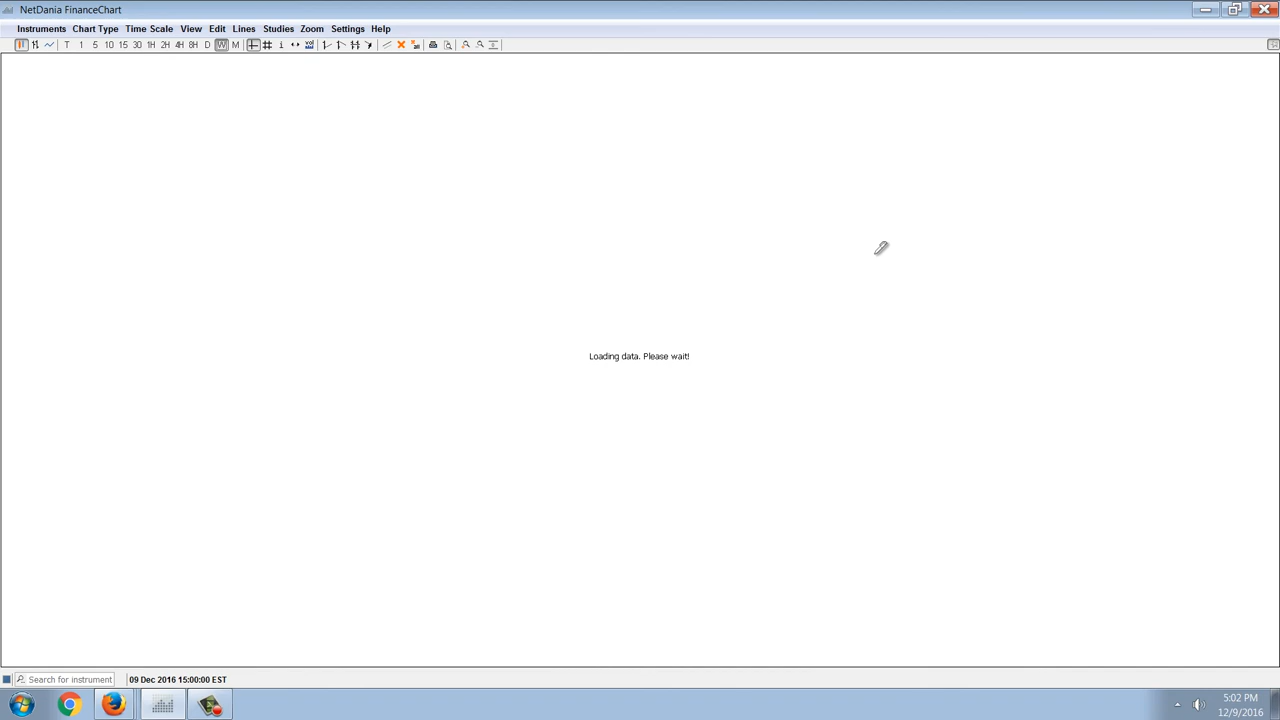 NetDania FinanceChart
Instruments Chart Type Time Scale View Edit Lines Studies Zoom Settings Help
T 1 5 10 15 30 1H 2H 4H 8H D W M
Loading data. Please wait!
Search for instrument 09 Dec 2016 15:00:00 EST
5:02 PM
12/9/2016